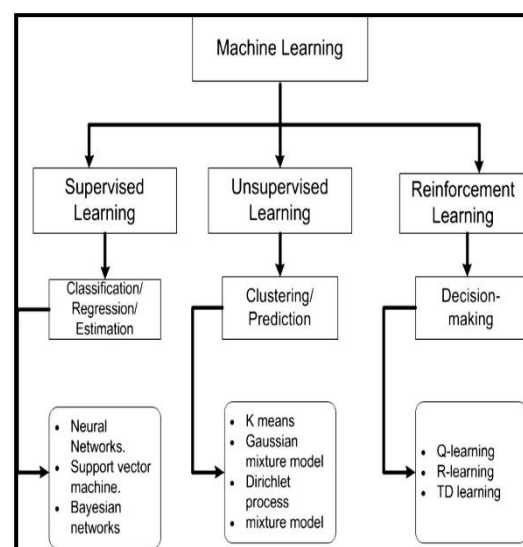 Machine Learning
Supervised
Learning
Unsupervised
Learning
Reinforcement
Learning
Classification/
Regression/
Estimation
Clustering/
Prediction
Decision-
making
• Neural
Networks.
• Support vector
machine.
• Bayesian
networks
• K means
• Gaussian
mixture model
• Dirichlet
process
• mixture model
• Q-learning
• R-learning
• TD learning